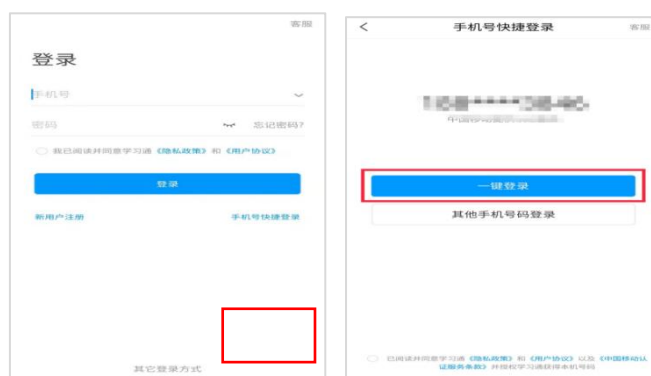 客服
登录
手机号
密码
忘记密码?
我已阅读并同意学习通《隐私政策》和《用户协议》
登录
新用户注册
手机号快捷登录
其它登录方式
手机号快捷登录
客服
一键登录
其他手机号码登录
已阅读并同意学习通《隐私政策》和《用户协议》以及《中国移动认
证服务条款》并授权学习通获得本机号码